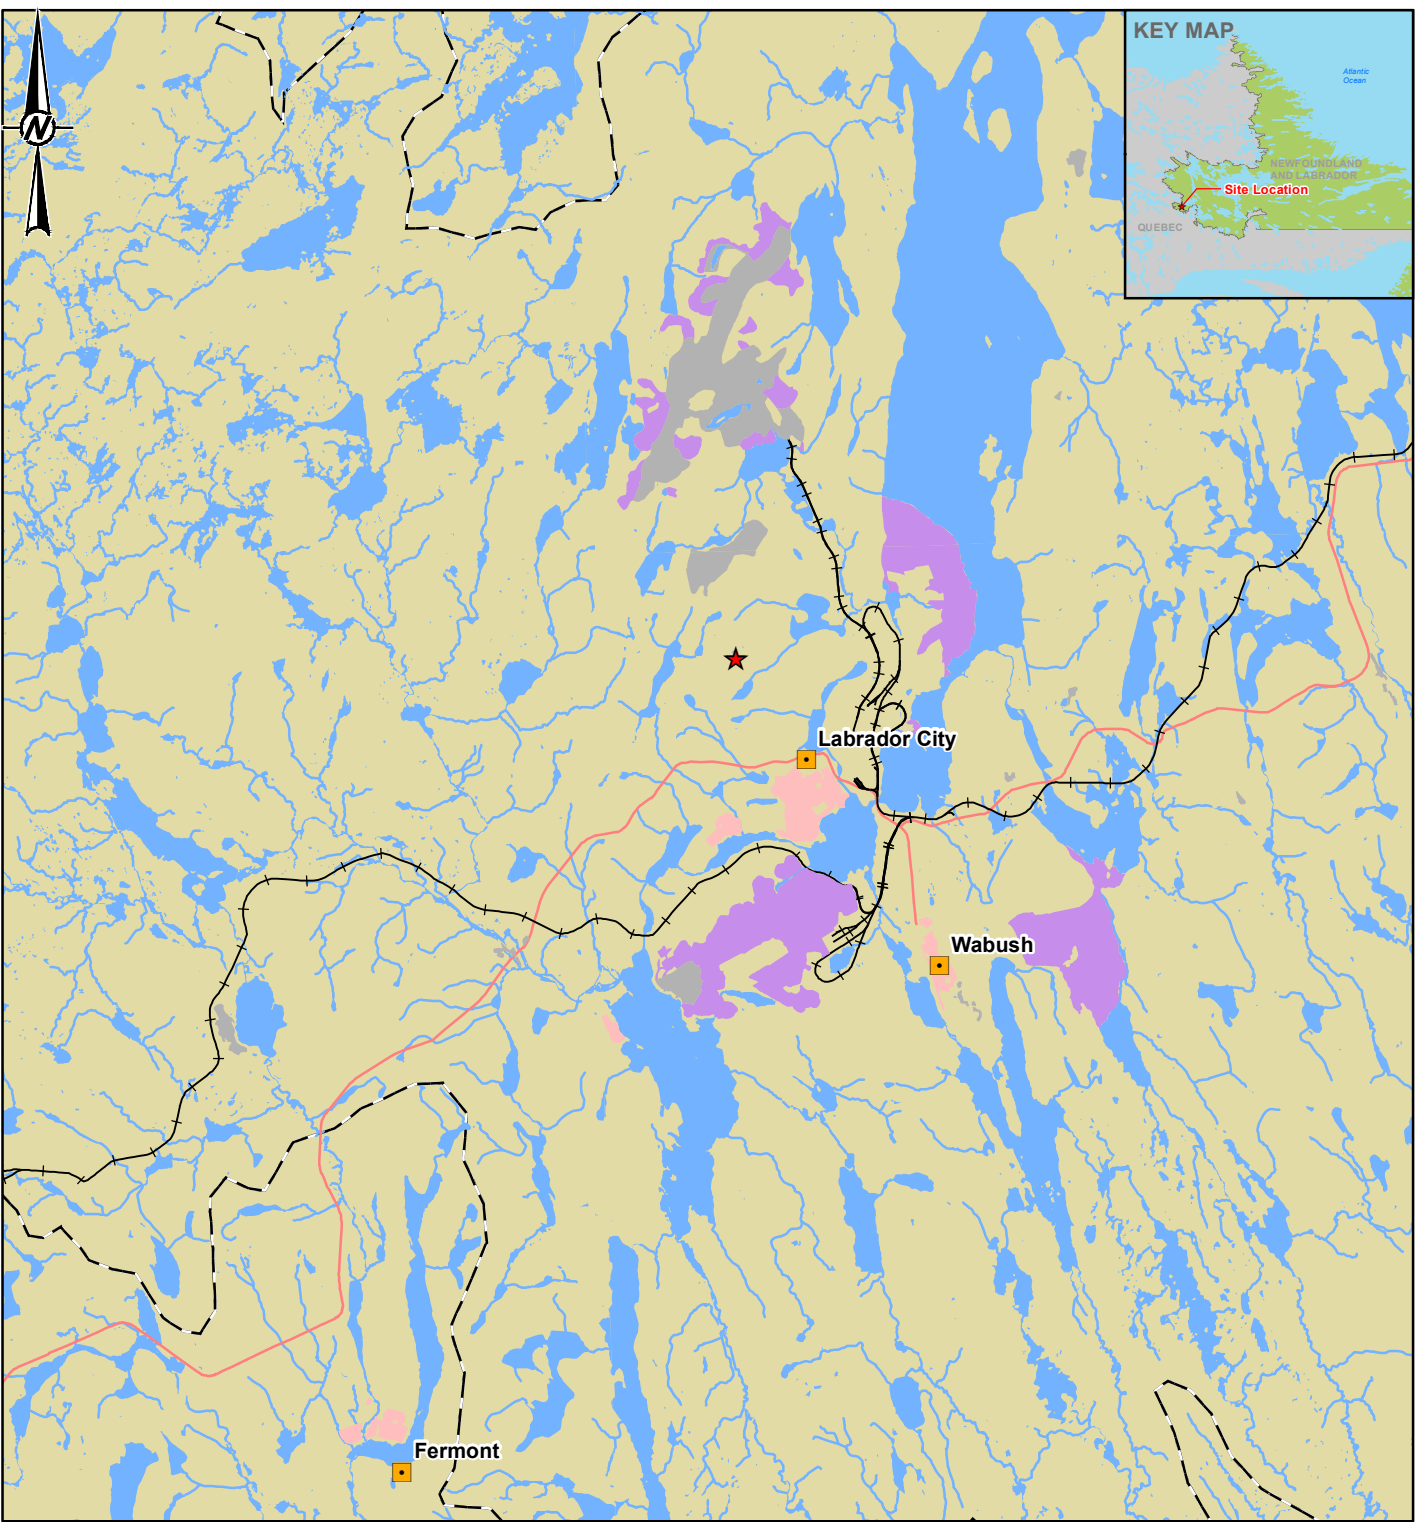 KEY MAP
Atlantic
Ocean
NEWFOUNDLAND
AND LABRADOR
Site Location
QUEBEC
N
Labrador City
Wabush
Fermont